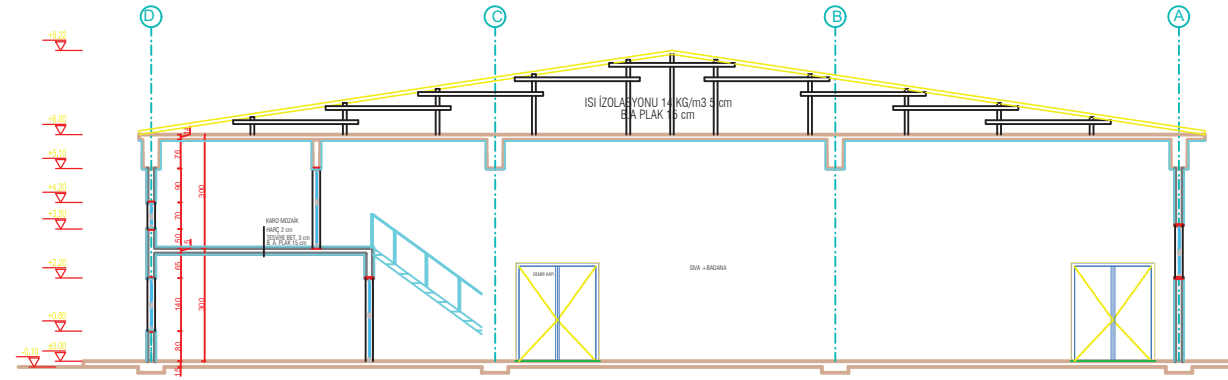 D
C
B
A
+8,22
ISI İZOLASYONU 14 KG/m3 5 cm
B.A PLAK 15 cm
+6,00
76
+5,10
90
+4,20
300
70
+3,50
KARO MOZAİK
HARÇ 2 cm
TESVİYE BET, 3 cm
B. A. PLAK 15 cm
50
15
65
SIVA +BADANA
DEMİR KAPI
+2,20
140
300
+0,80
80
±0,00
-0,10
15